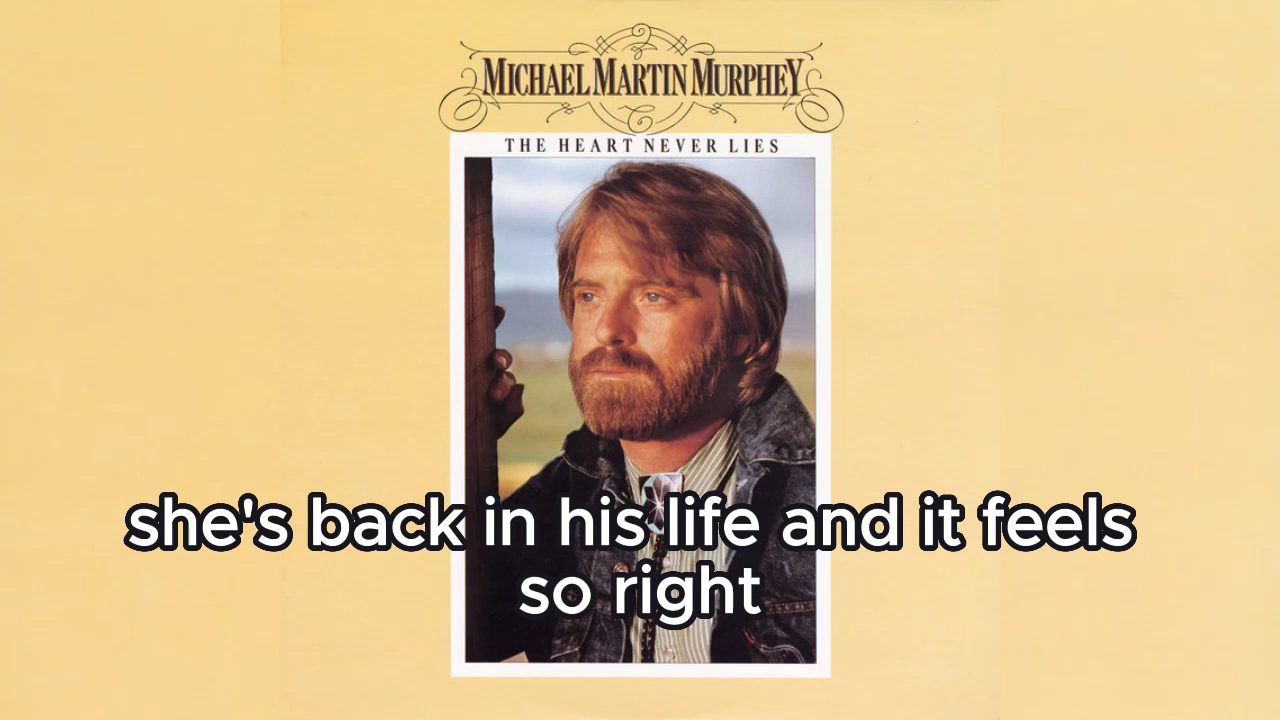 MICHAEL MARTIN MURPHEY
THE HEART NEVER LIES
she's back in his life and it feels
so right